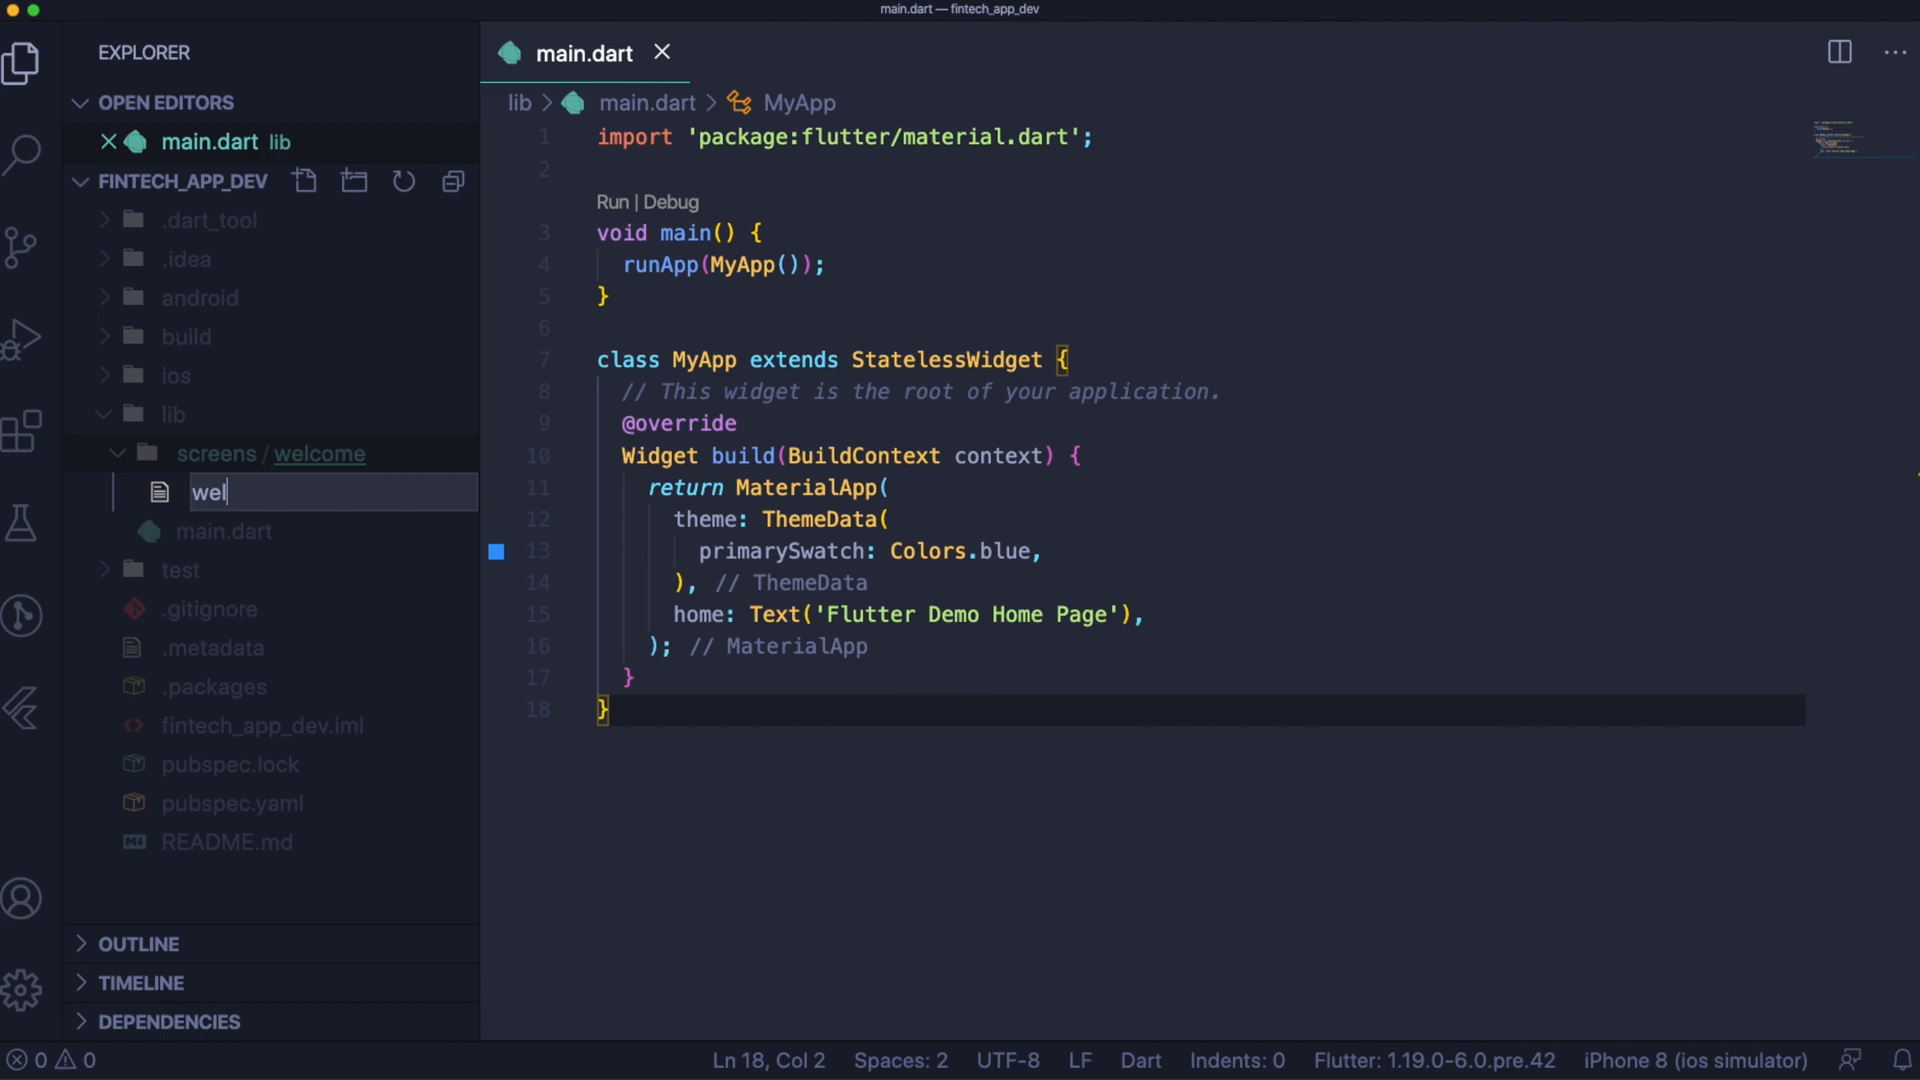 main.dart — fintech_app_dev
EXPLORER
OPEN EDITORS
main.dart lib
FINTECH_APP_DEV
.dart_tool
.idea
android
build
ios
lib
screens / welcome
wel
main.dart
test
.gitignore
.metadata
.packages
fintech_app_dev.iml
pubspec.lock
pubspec.yaml
README.md
OUTLINE
TIMELINE
DEPENDENCIES
main.dart
lib > main.dart > MyApp
1 import 'package:flutter/material.dart';
2
Run | Debug
3 void main() {
4 runApp(MyApp());
5 }
6
7 class MyApp extends StatelessWidget {
8 // This widget is the root of your application.
9 @override
10 Widget build(BuildContext context) {
11 return MaterialApp(
12 theme: ThemeData(
13 primarySwatch: Colors.blue,
14 ), // ThemeData
15 home: Text('Flutter Demo Home Page'),
16 ); // MaterialApp
17 }
18 }
0 0 Ln 18, Col 2 Spaces: 2 UTF-8 LF Dart Indents: 0 Flutter: 1.19.0-6.0.pre.42 iPhone 8 (ios simulator)